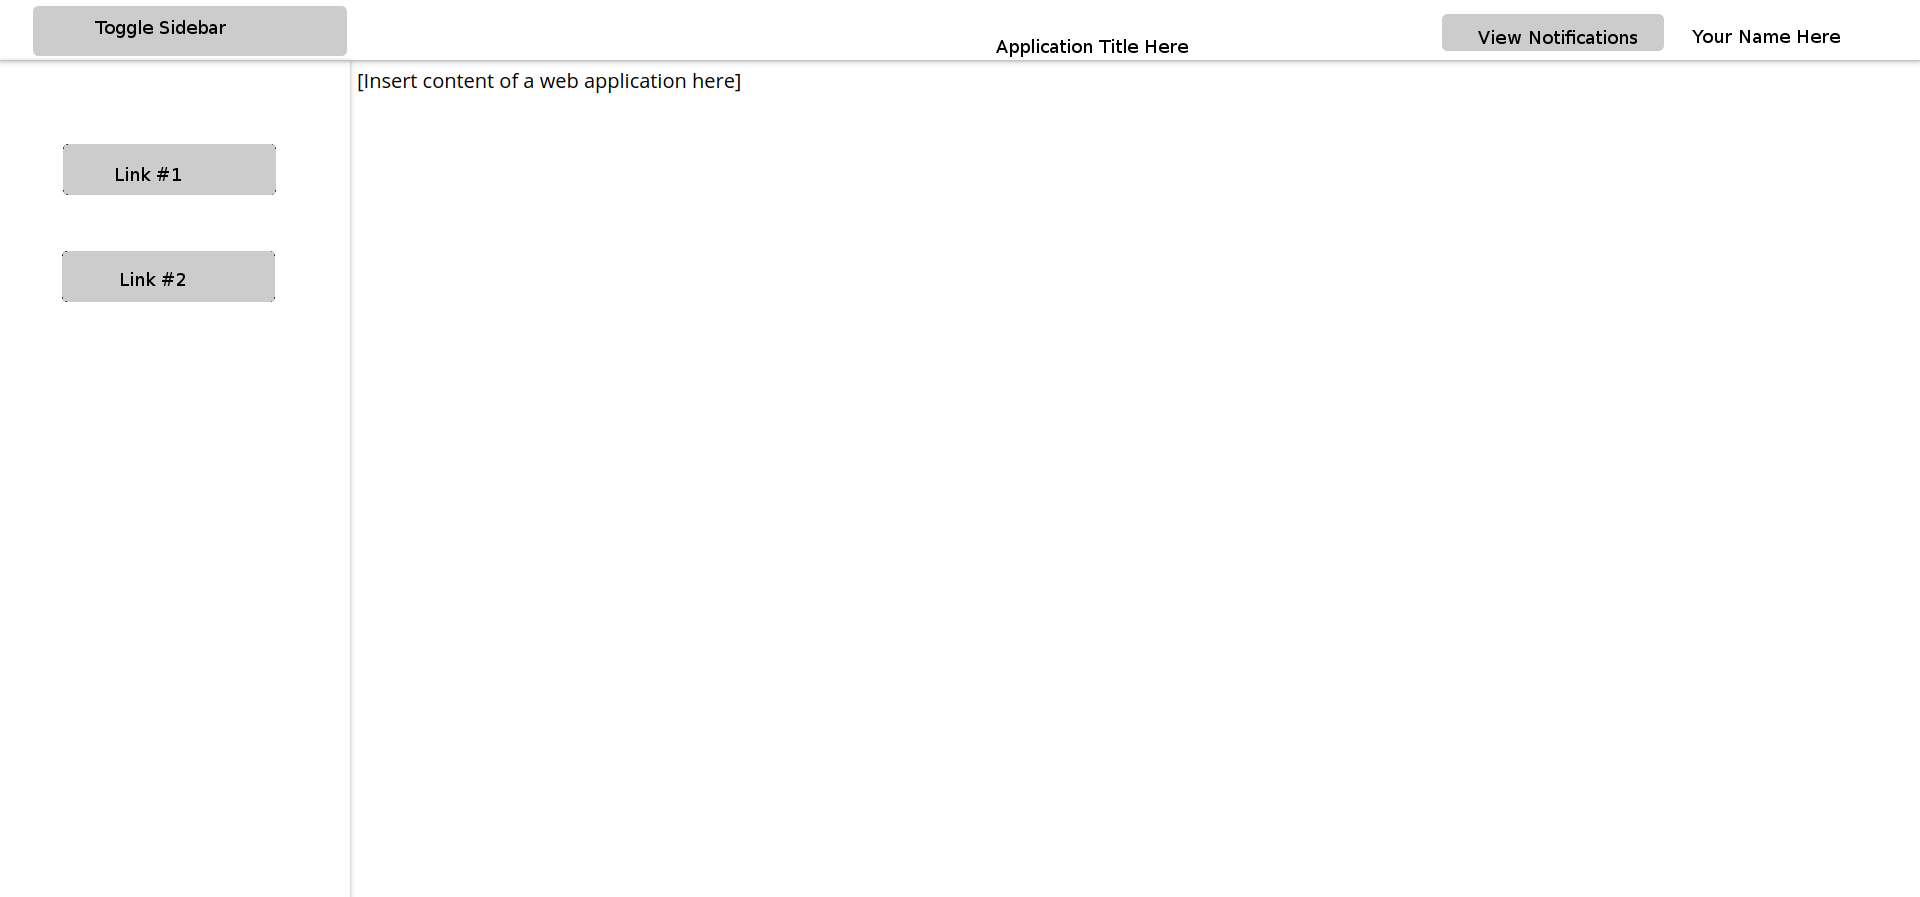 Toggle Sidebar
Application Title Here
View Notifications
Your Name Here
[Insert content of a web application here]
Link #1
Link #2